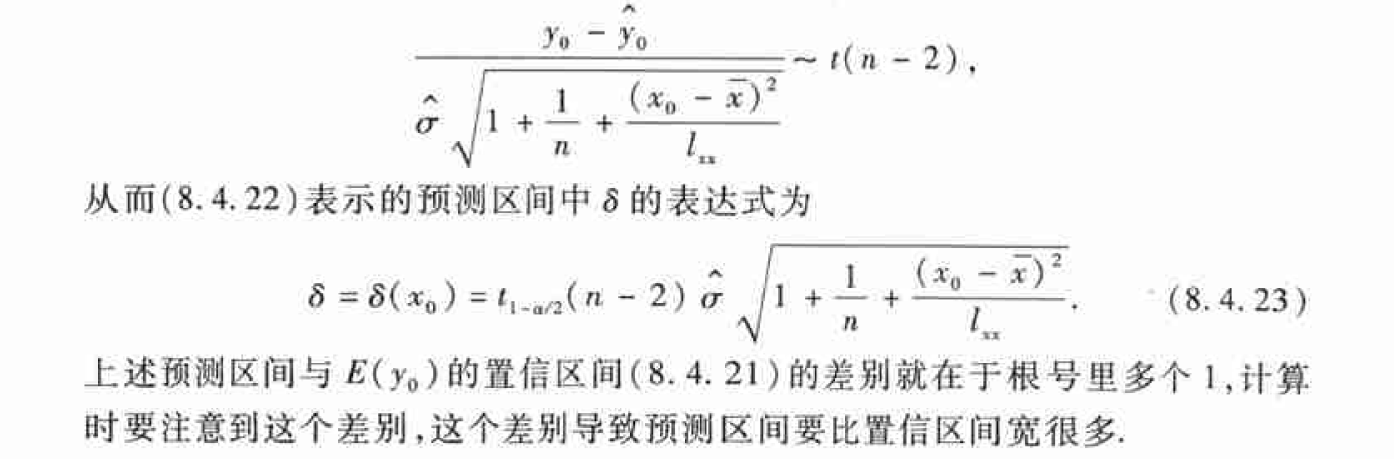 $$\frac{y_0 - \hat{y}_0}{\hat{\sigma}\sqrt{1 + \frac{1}{n} + \frac{(x_0 - \overline{x})^2}{l_{xx}}}} \sim t(n - 2),$$
从而(8.4.22)表示的预测区间中 δ 的表达式为
$$\delta = \delta(x_0) = t_{1-\alpha/2}(n - 2)\hat{\sigma}\sqrt{1 + \frac{1}{n} + \frac{(x_0 - \overline{x})^2}{l_{xx}}}. \quad (8.4.23)$$
上述预测区间与 $E(y_0)$ 的置信区间(8.4.21)的差别就在于根号里多个 1,计算
时要注意到这个差别,这个差别导致预测区间要比置信区间宽很多.